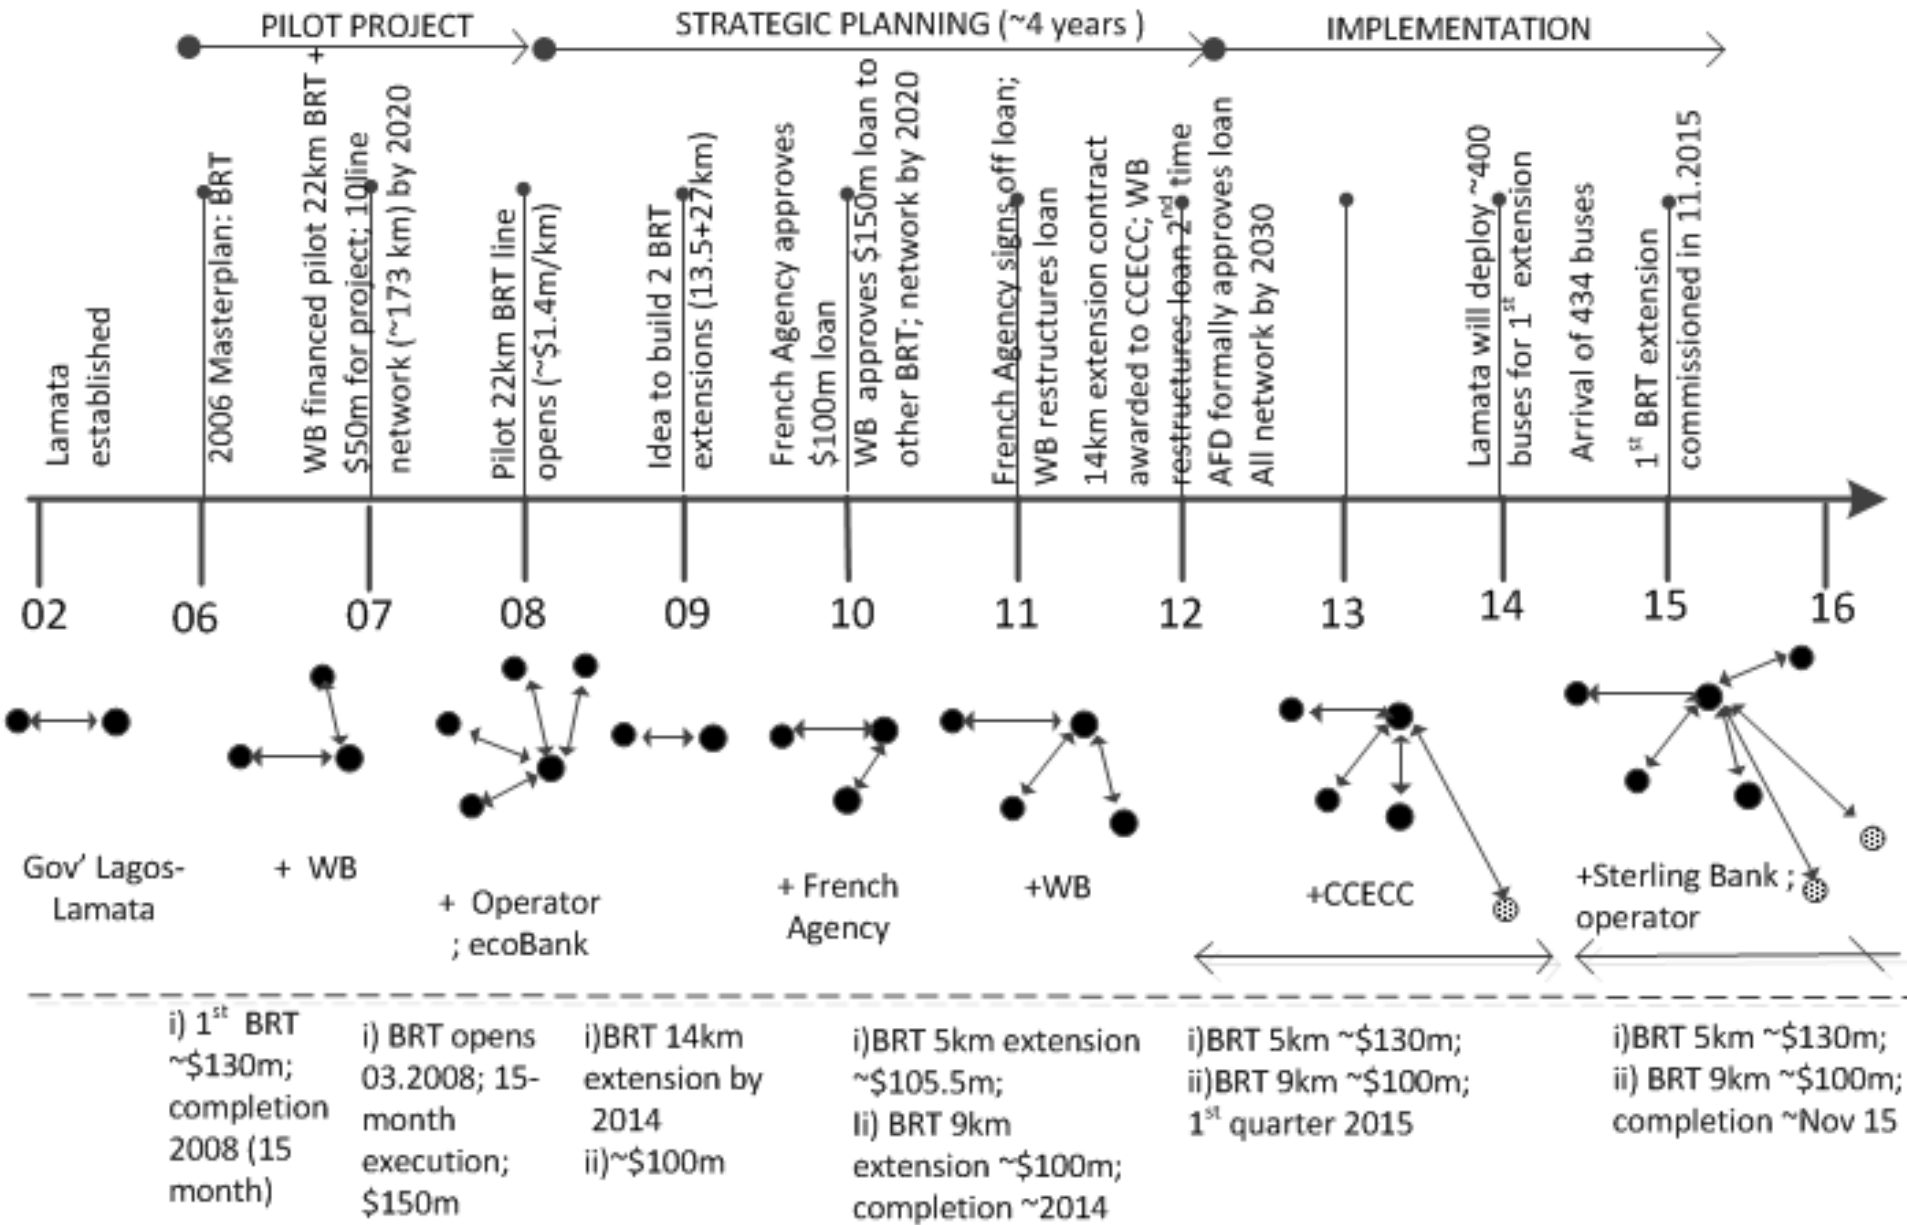 PILOT PROJECT
STRATEGIC PLANNING (~4 years )
IMPLEMENTATION
Lamata
established
2006 Masterplan: BRT
WB financed pilot 22km BRT +
$50m for project; 10line
network (~173 km) by 2020
Pilot 22km BRT line
opens (~$1.4m/km)
Idea to build 2 BRT
extensions (13.5+27km)
French Agency approves
$100m loan
WB approves $150m loan to
other BRT; network by 2020
French Agency signs off loan;
WB restructures loan
14km extension contract
awarded to CCECC; WB
restructures loan 2nd time
AFD formally approves loan
All network by 2030
Lamata will deploy ~400
buses for 1st extension
Arrival of 434 buses
1st BRT extension
commissioned in 11.2015
02
06
07
08
09
10
11
12
13
14
15
16
Gov' Lagos-
Lamata
+ WB
+ Operator
; ecoBank
+ French
Agency
+WB
+CCECC
+Sterling Bank ;
operator
i) 1st BRT
~$130m;
completion
2008 (15
month)
i) BRT opens
03.2008; 15-
month
execution;
$150m
i)BRT 14km
extension by
2014
ii)~$100m
i)BRT 5km extension
~$105.5m;
Ii) BRT 9km
extension ~$100m;
completion ~2014
i)BRT 5km ~$130m;
ii)BRT 9km ~$100m;
1st quarter 2015
i)BRT 5km ~$130m;
ii) BRT 9km ~$100m;
completion ~Nov 15